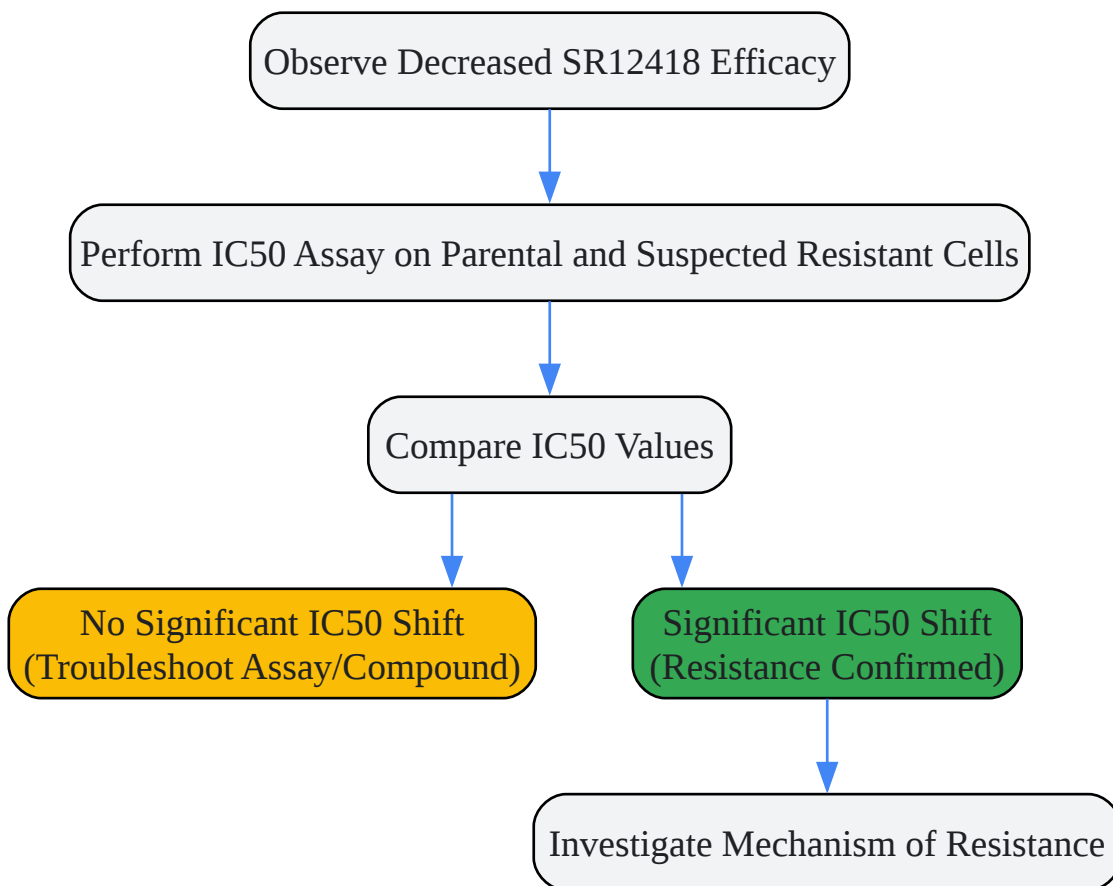 Observe Decreased SR12418 Efficacy
Perform IC50 Assay on Parental and Suspected Resistant Cells
Compare IC50 Values
No Significant IC50 Shift
(Troubleshoot Assay/Compound)
Significant IC50 Shift
(Resistance Confirmed)
Investigate Mechanism of Resistance